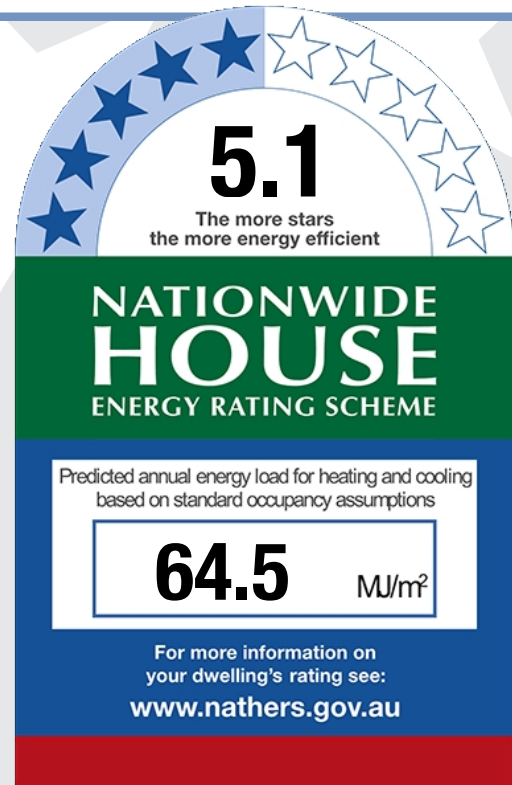 5.1
The more stars
the more energy efficient
NATIONWIDE
HOUSE
ENERGY RATING SCHEME
Predicted annual energy load for heating and cooling
based on standard occupancy assumptions
64.5 MJ/m²
For more information on
your dwelling's rating see:
www.nathers.gov.au